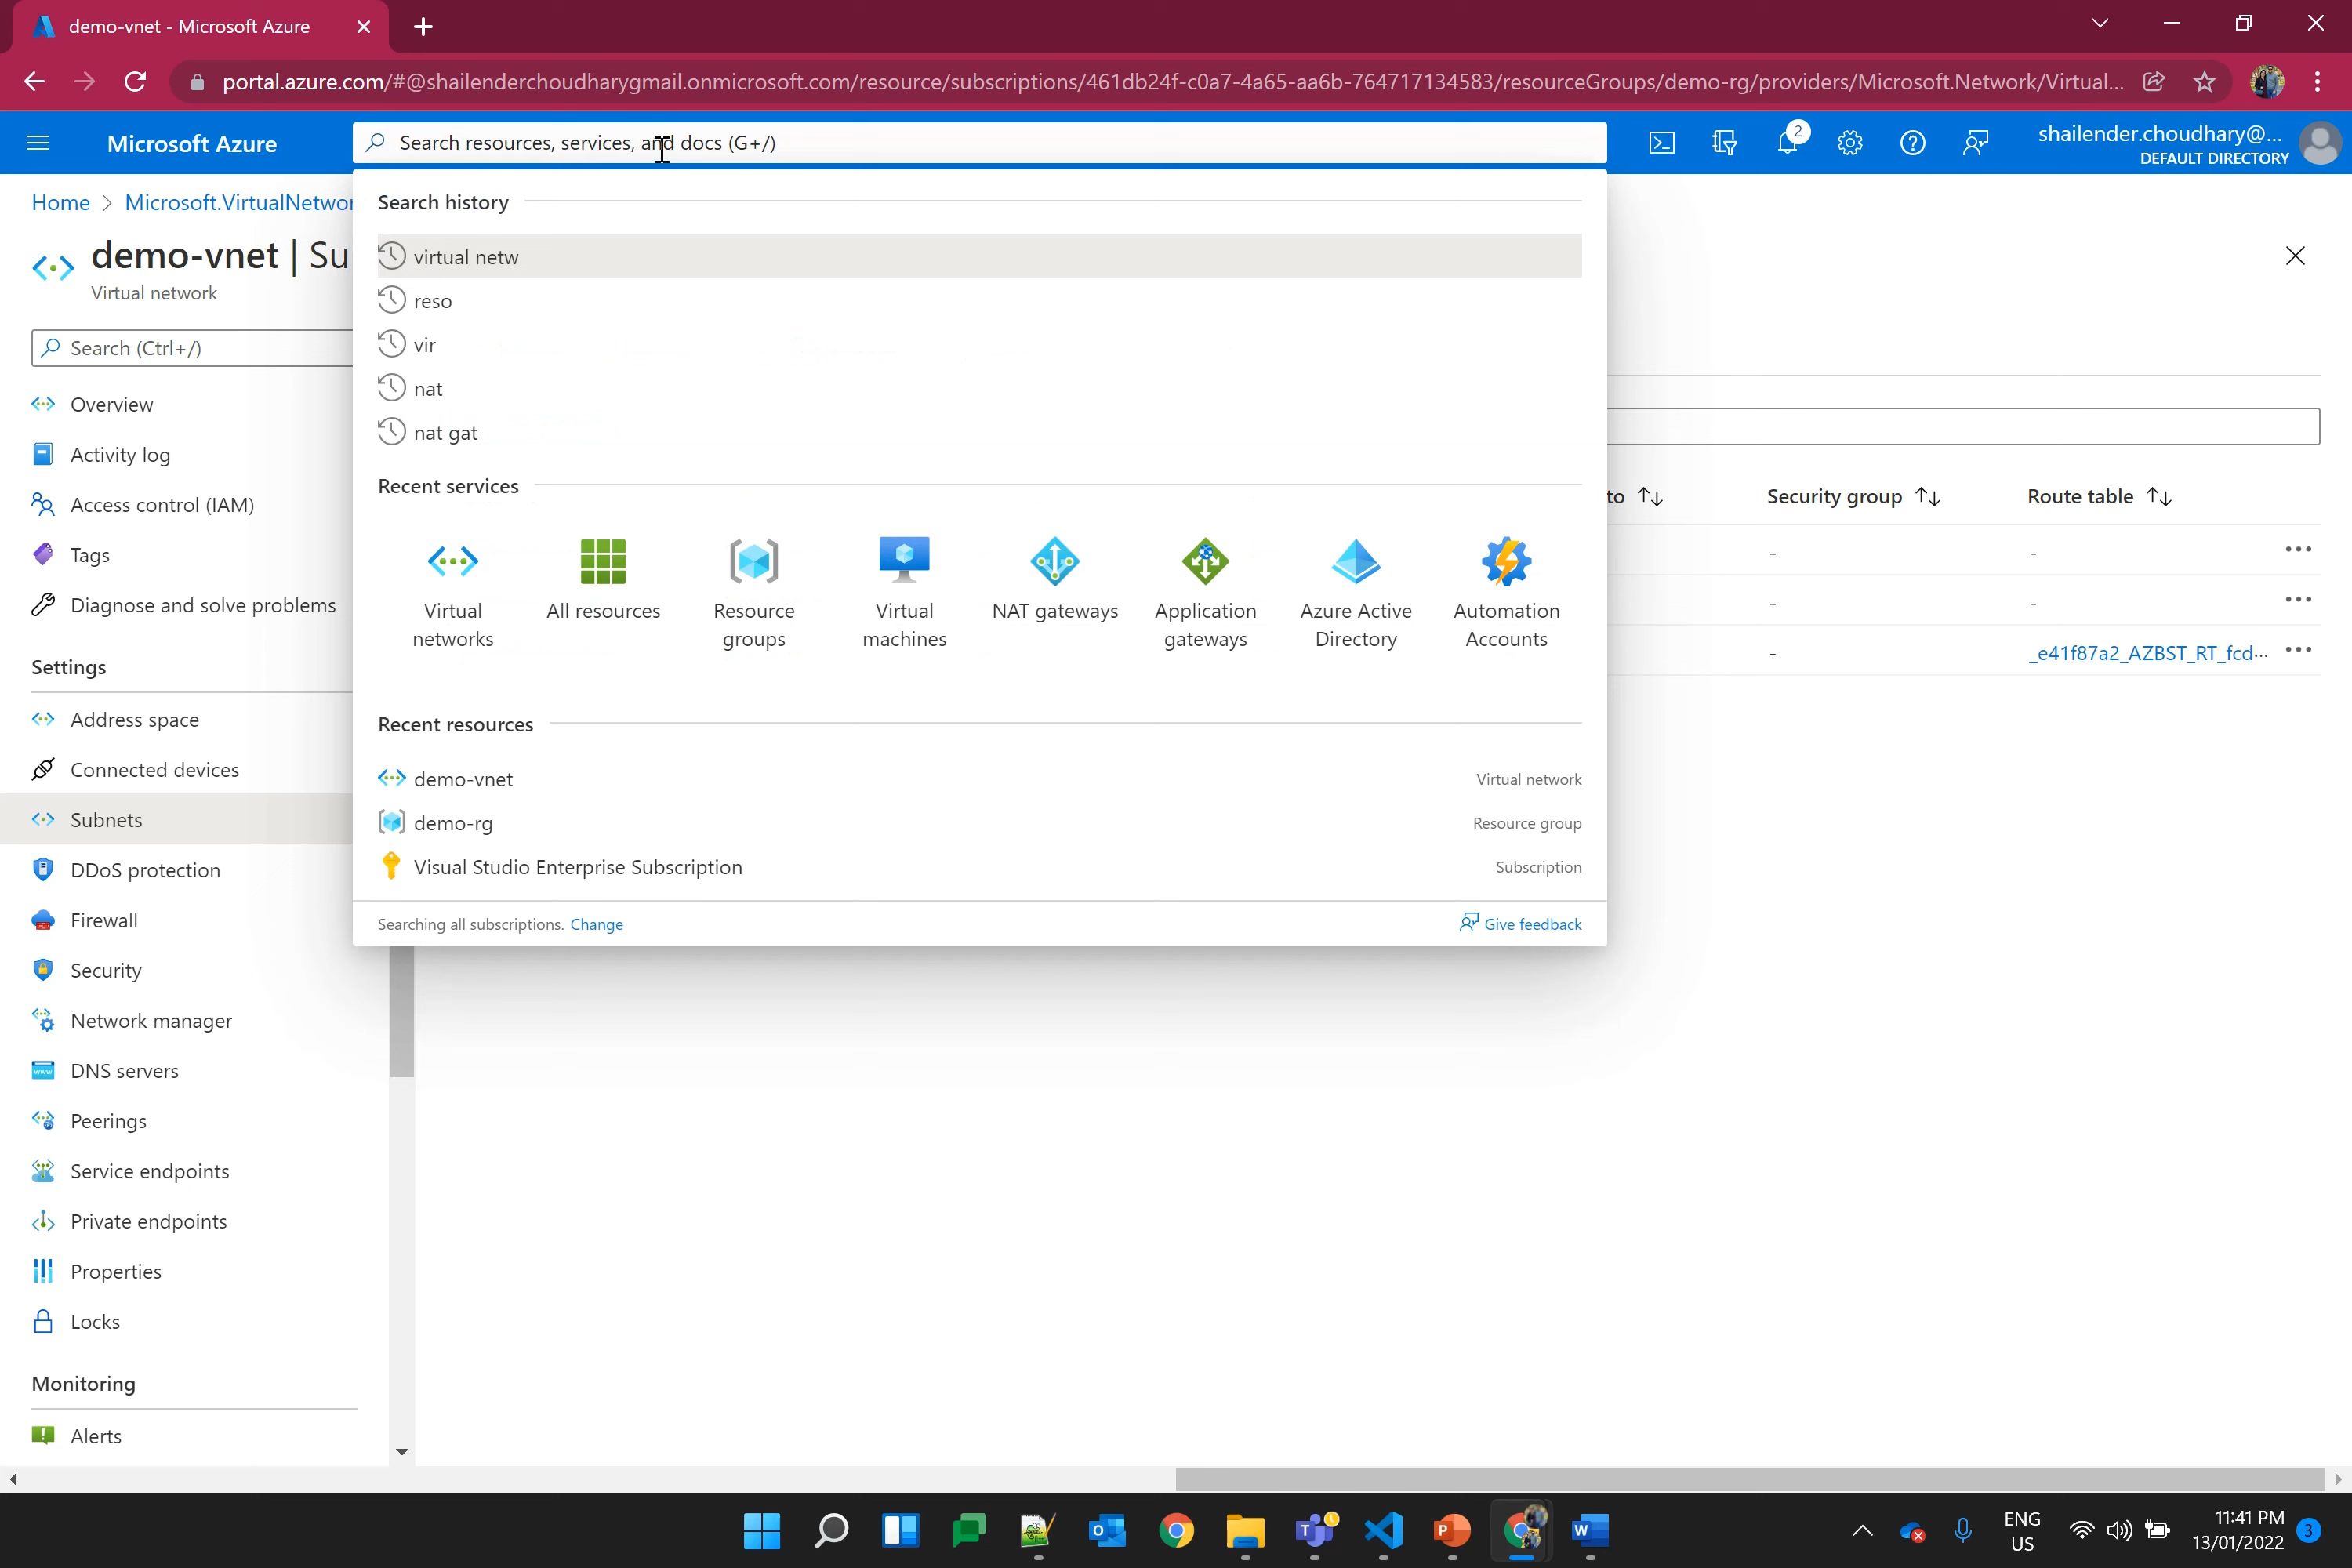 demo-vnet - Microsoft Azure
portal.azure.com/#@shailenderchoudharygmail.onmicrosoft.com/resource/subscriptions/461db24f-c0a7-4a65-aa6b-764717134583/resourceGroups/demo-rg/providers/Microsoft.Network/Virtual...
Microsoft Azure
Search resources, services, and docs (G+/)
2
shailender.choudhary@...
DEFAULT DIRECTORY
Home > Microsoft.VirtualNetwor
demo-vnet | Su
Virtual network
Search (Ctrl+/)
Overview
Activity log
Access control (IAM)
Tags
Diagnose and solve problems
Settings
Address space
Connected devices
Subnets
DDoS protection
Firewall
Security
Network manager
DNS servers
Peerings
Service endpoints
Private endpoints
Properties
Locks
Monitoring
Alerts
Search history
virtual netw
reso
vir
nat
nat gat
Recent services
Virtual networks
All resources
Resource groups
Virtual machines
NAT gateways
Application gateways
Azure Active Directory
Automation Accounts
Recent resources
demo-vnet Virtual network
demo-rg Resource group
Visual Studio Enterprise Subscription Subscription
Searching all subscriptions. Change Give feedback
to Security group Route table
- -
- -
- _e41f87a2_AZBST_RT_fcd...
ENG
US
11:41 PM
13/01/2022
3